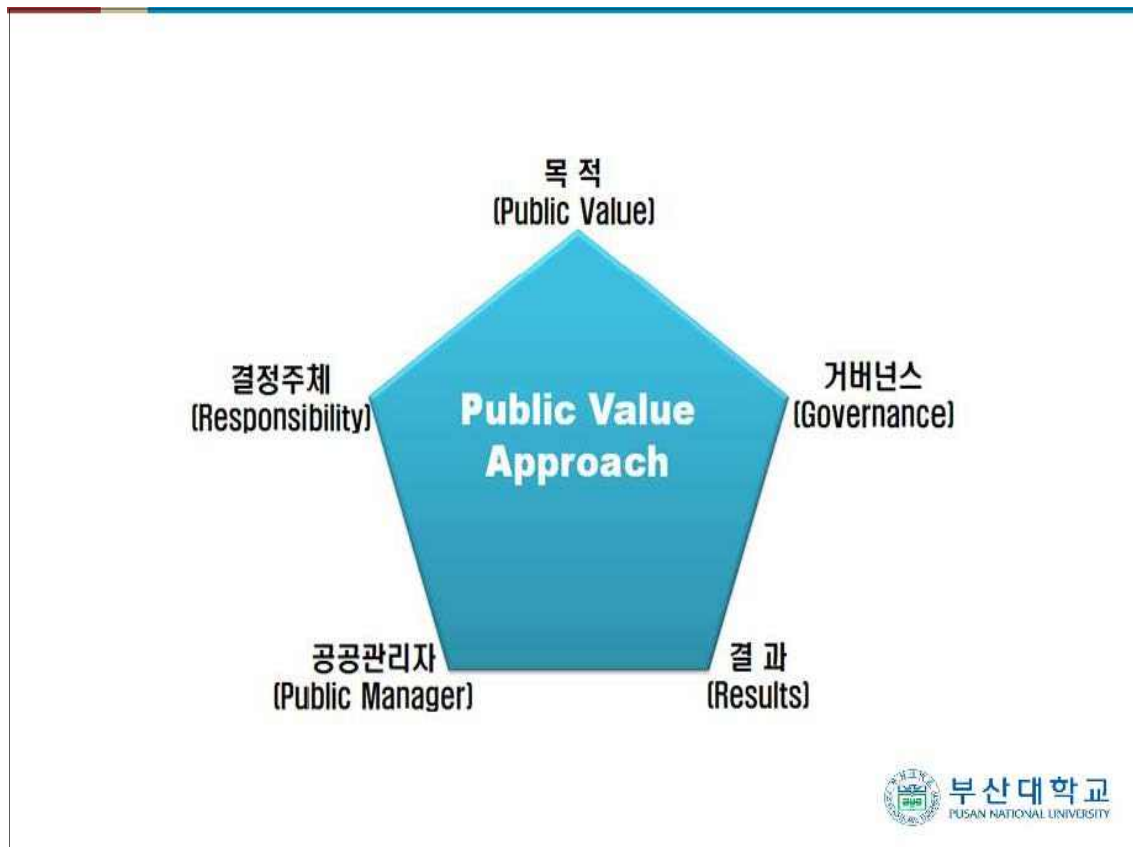 목 적
(Public Value)
결정주체
(Responsibility)
거버넌스
(Governance)
Public Value
Approach
공공관리자
(Public Manager)
결 과
(Results)
부산대학교
PUSAN NATIONAL UNIVERSITY